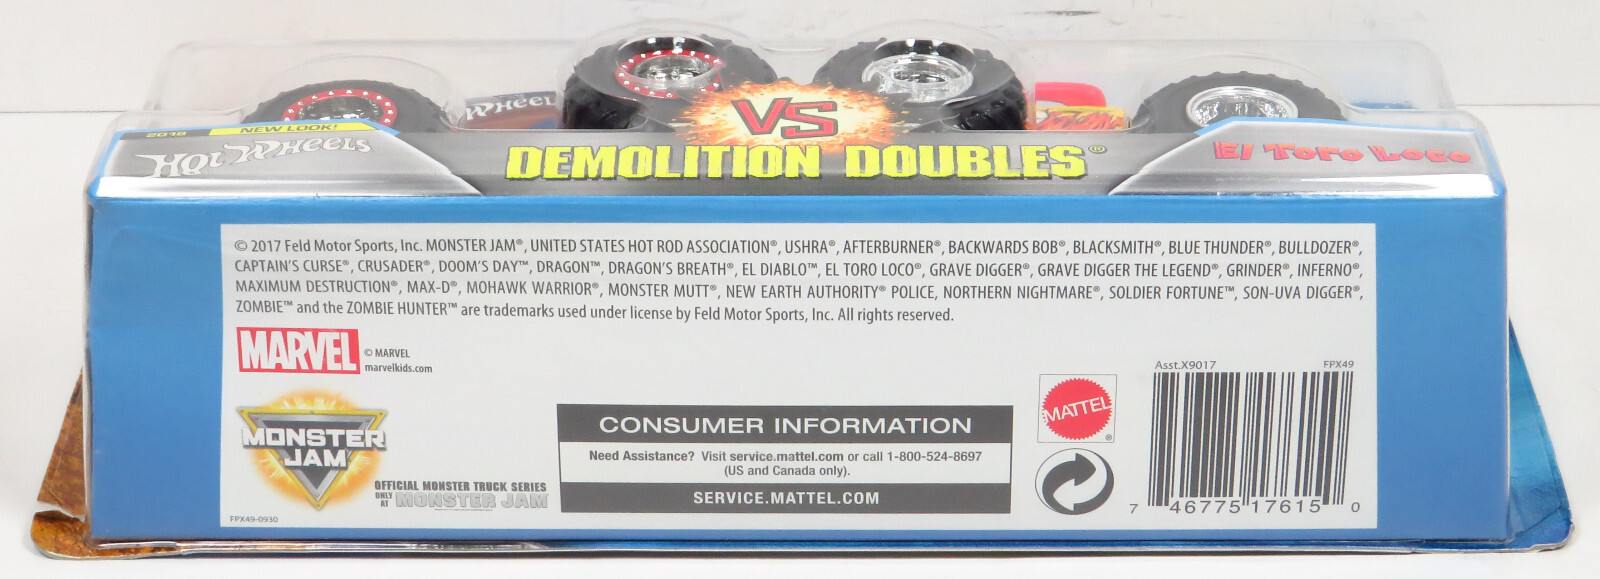 HOT WHEELS
VS
2018 NEW LOOK!
HOT WHEELS
DEMOLITION DOUBLES®
El Toro Loco
© 2017 Feld Motor Sports, Inc. MONSTER JAM®, UNITED STATES HOT ROD ASSOCIATION®, USHRA®, AFTERBURNER®, BACKWARDS BOB®, BLACKSMITH®, BLUE THUNDER®, BULLDOZER®,
CAPTAIN'S CURSE®, CRUSADER®, DOOM'S DAY™, DRAGON™, DRAGON'S BREATH®, EL DIABLO™, EL TORO LOCO®, GRAVE DIGGER®, GRAVE DIGGER THE LEGEND®, GRINDER®, INFERNO®,
MAXIMUM DESTRUCTION®, MAX-D®, MOHAWK WARRIOR®, MONSTER MUTT®, NEW EARTH AUTHORITY® POLICE, NORTHERN NIGHTMARE®, SOLDIER FORTUNE™, SON-UVA DIGGER®,
ZOMBIE™ and the ZOMBIE HUNTER™ are trademarks used under license by Feld Motor Sports, Inc. All rights reserved.
MARVEL
© MARVEL
marvelkids.com
MONSTER
JAM
OFFICIAL MONSTER TRUCK SERIES
ONLY AT MONSTER JAM
FPX49-0930
CONSUMER INFORMATION
Need Assistance? Visit service.mattel.com or call 1-800-524-8697
(US and Canada only).
SERVICE.MATTEL.COM
MATTEL®
Asst.X9017 FPX49
7 46775 17615 0